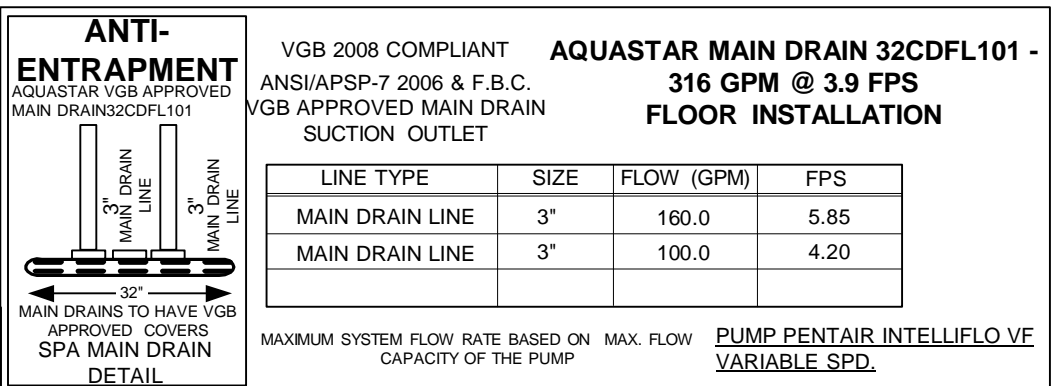 ANTI-
ENTRAPMENT
AQUASTAR VGB APPROVED
MAIN DRAIN32CDFL101
3"
MAIN DRAIN
LINE
3"
MAIN DRAIN
LINE
32"
MAIN DRAINS TO HAVE VGB
APPROVED COVERS
SPA MAIN DRAIN
DETAIL
VGB 2008 COMPLIANT
ANSI/APSP-7 2006 & F.B.C.
VGB APPROVED MAIN DRAIN
SUCTION OUTLET
AQUASTAR MAIN DRAIN 32CDFL101 -
316 GPM @ 3.9 FPS
FLOOR INSTALLATION
LINE TYPE SIZE FLOW (GPM) FPS
MAIN DRAIN LINE 3" 160.0 5.85
MAIN DRAIN LINE 3" 100.0 4.20
MAXIMUM SYSTEM FLOW RATE BASED ON MAX. FLOW
CAPACITY OF THE PUMP
PUMP PENTAIR INTELLIFLO VF
VARIABLE SPD.